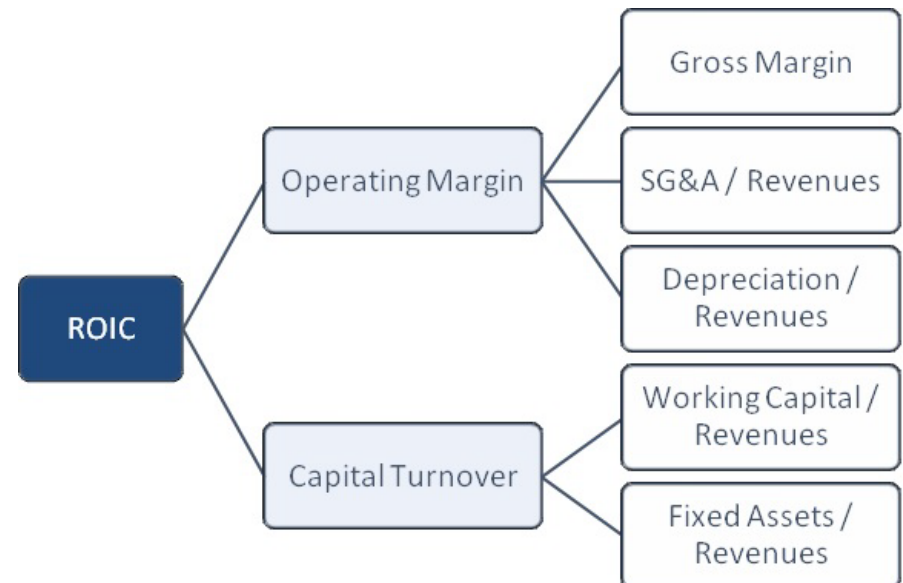 Gross Margin
Operating Margin
SG&A / Revenues
Depreciation /
Revenues
ROIC
Working Capital /
Revenues
Capital Turnover
Fixed Assets /
Revenues